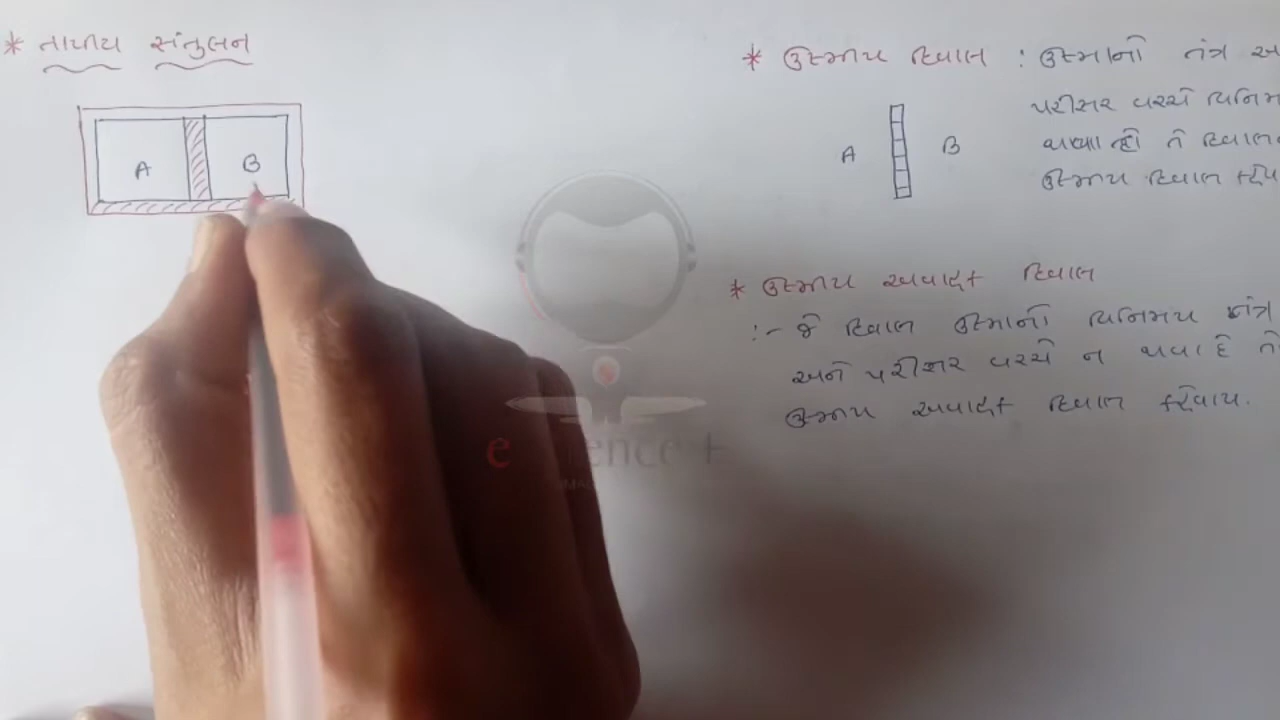 * તાપીય સંતુલન
A
B
* ઉષ્મીય દિવાલ : ઉષ્માનો તંત્ર અ
પરીસર વચ્ચે વિનિમ
A
B
ઉષ્મીય દિવાલ કહેવ
* ઉષ્મીય અવાહક દિવાલ
:- જે દિવાલ ઉષ્માનો વિનિમય તંત્ર
અને પરીસર વચ્ચે ન થવા દે તે
ઉષ્મીય અવાહક દિવાલ કહેવાય.